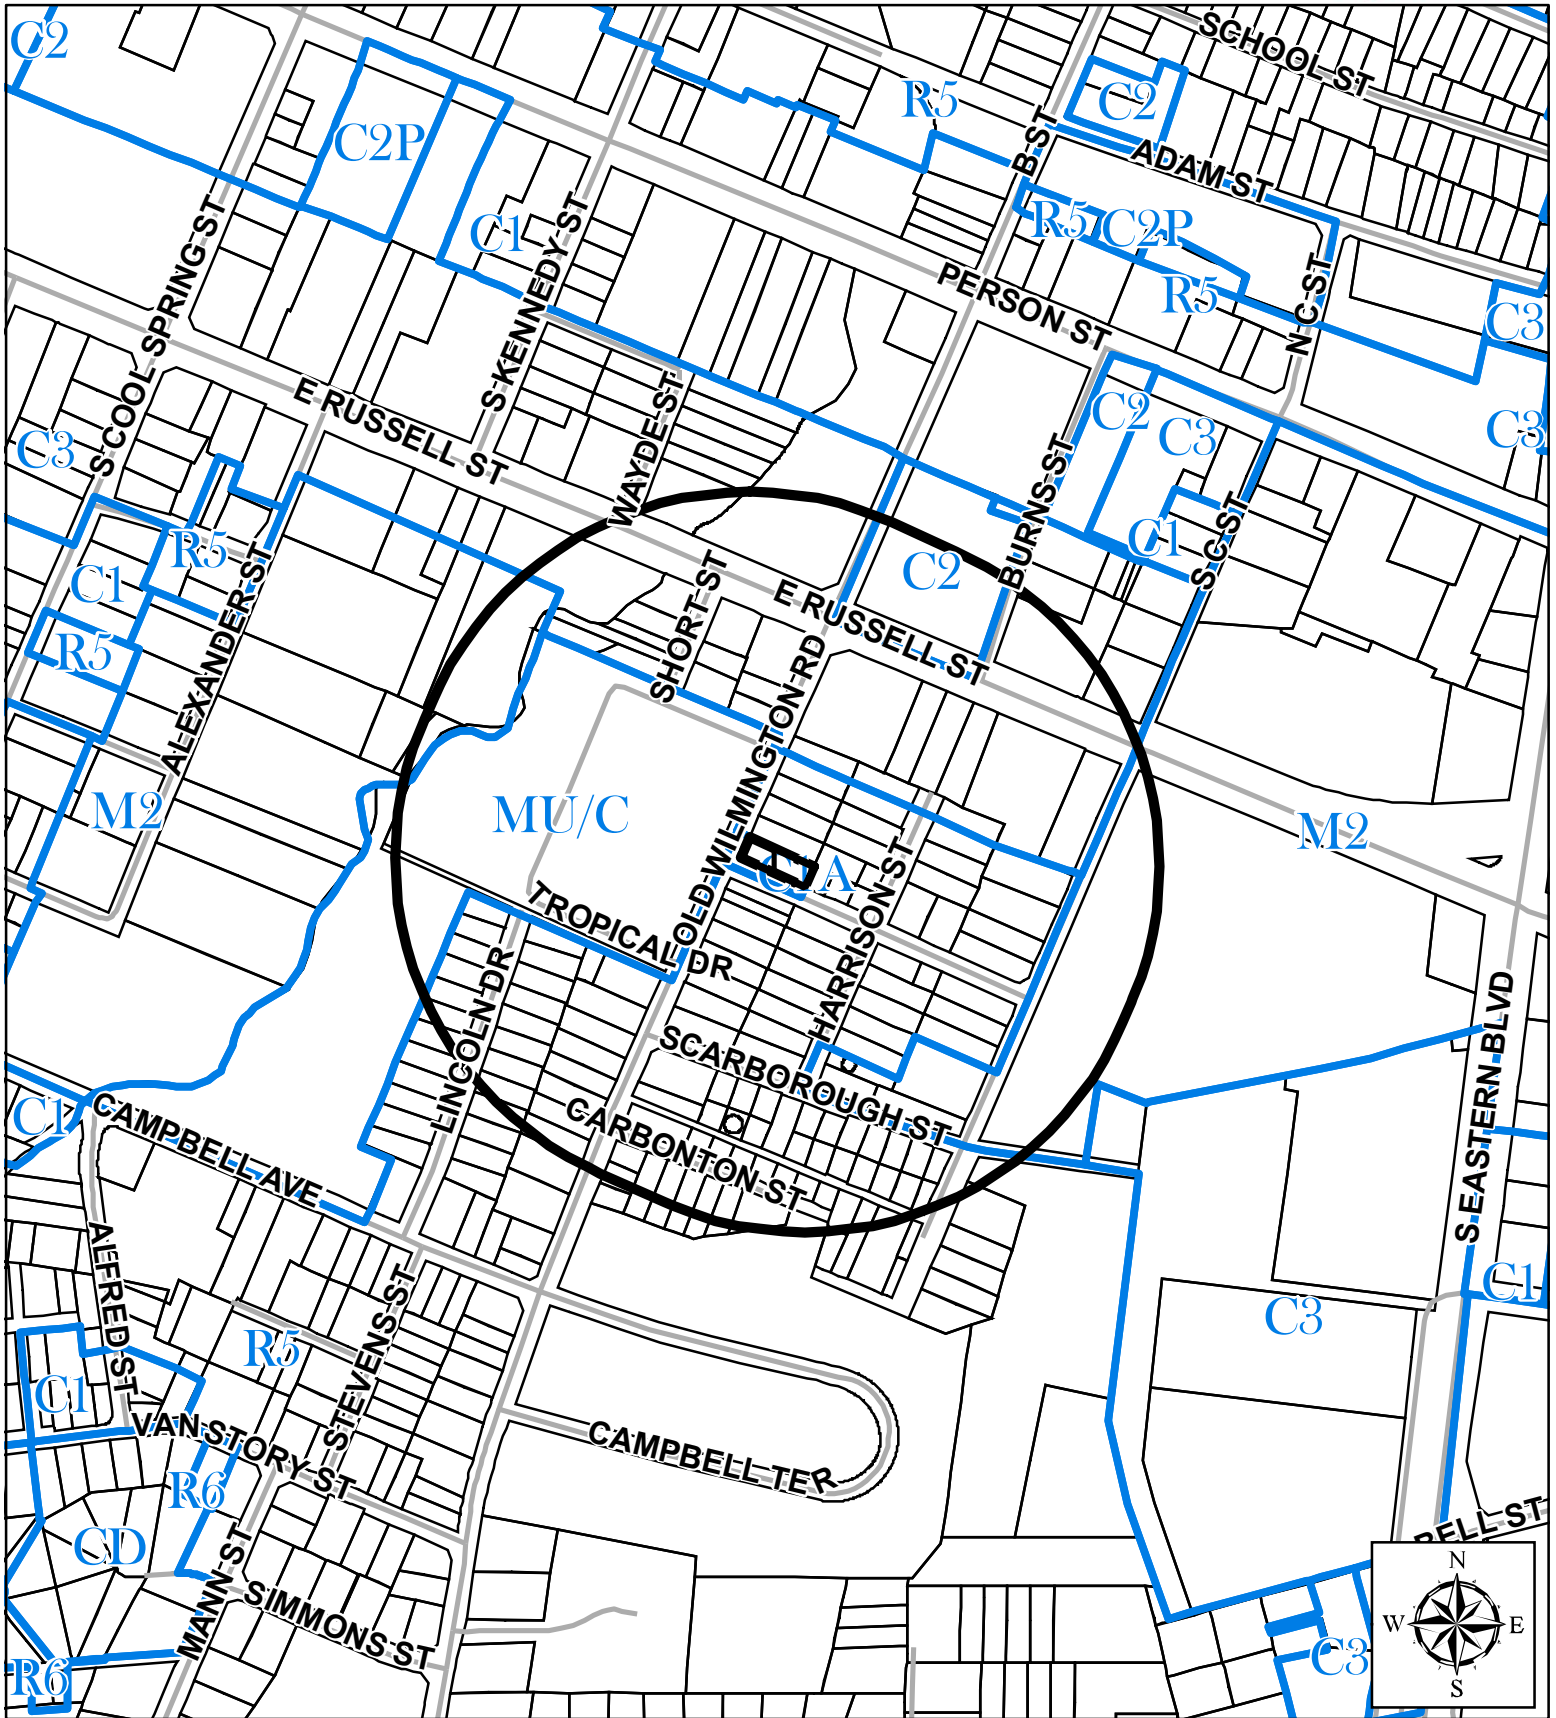 C2
SCHOOL ST
R5
C2
C2P
B ST
ADAM ST
R5
C2P
C1
S COOL SPRING ST
S KENNEDY ST
PERSON ST
R5
N C ST
C3
E RUSSELL ST
WAYDE ST
C2
C3
C3
C3
BURNS ST
S C ST
C1
R5
C1
C2
E RUSSELL ST
SHORT ST
ALEXANDER ST
R5
OLD WILMINGTON RD
M2
MU/C
M2
C1A
HARRISON ST
TROPICAL DR
LINCOLN DR
SCARBOROUGH ST
S EASTERN BLVD
C1
CAMPBELL AVE
CARBONTON ST
ALFRED ST
C1
C3
STEVENS ST
R5
C1
VAN STORY ST
CAMPBELL TER
R6
CD
BELL ST
MANN ST
SIMMONS ST
N
W
E
S
R6
C3